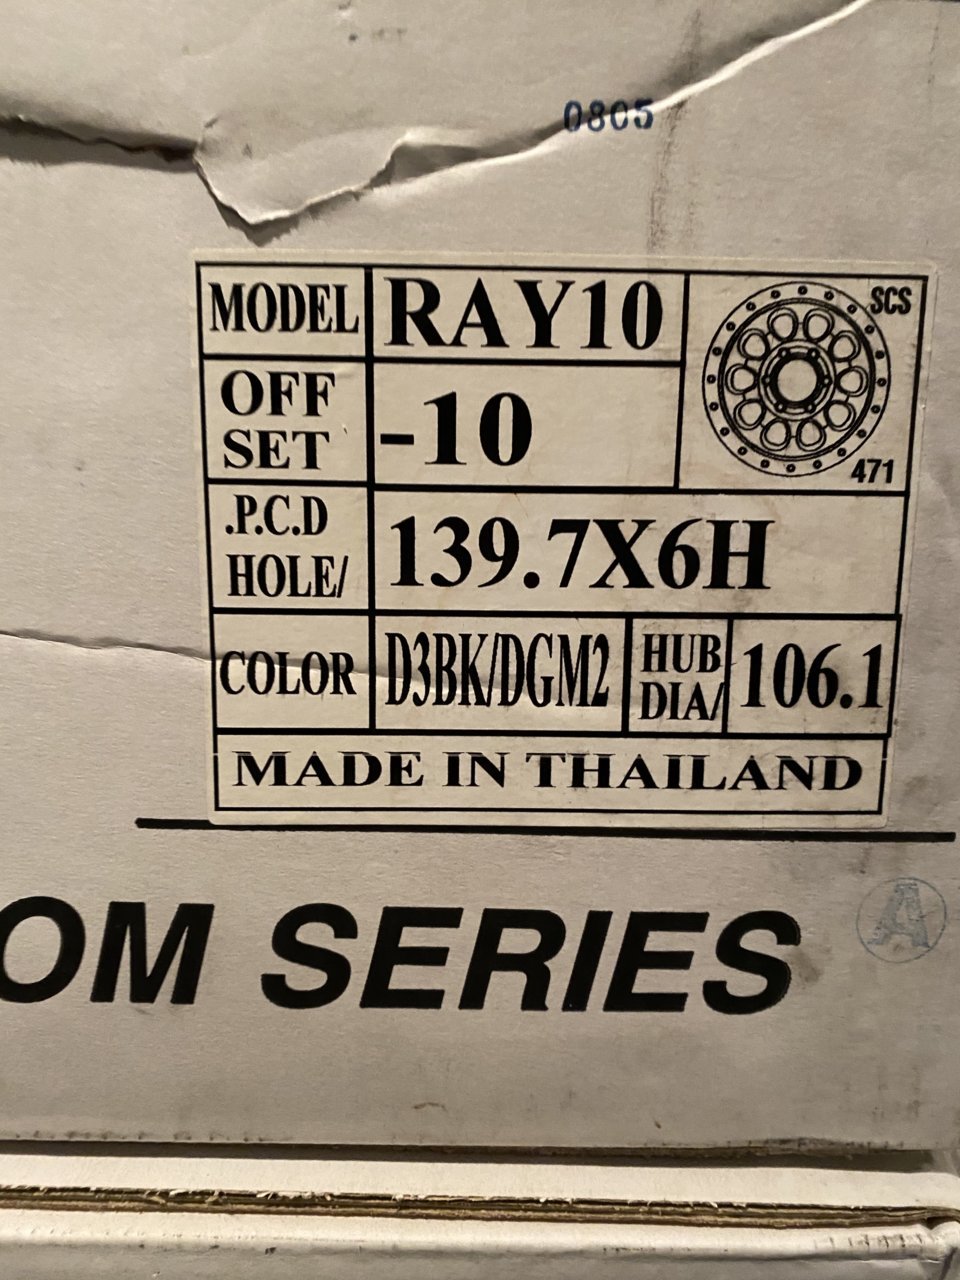 0805
MODEL RAY10
SCS
OFF
SET -10
471
.P.C.D
HOLE/ 139.7X6H
COLOR D3BK/DGM2 HUB
DIA/ 106.1
MADE IN THAILAND
OM SERIES
A